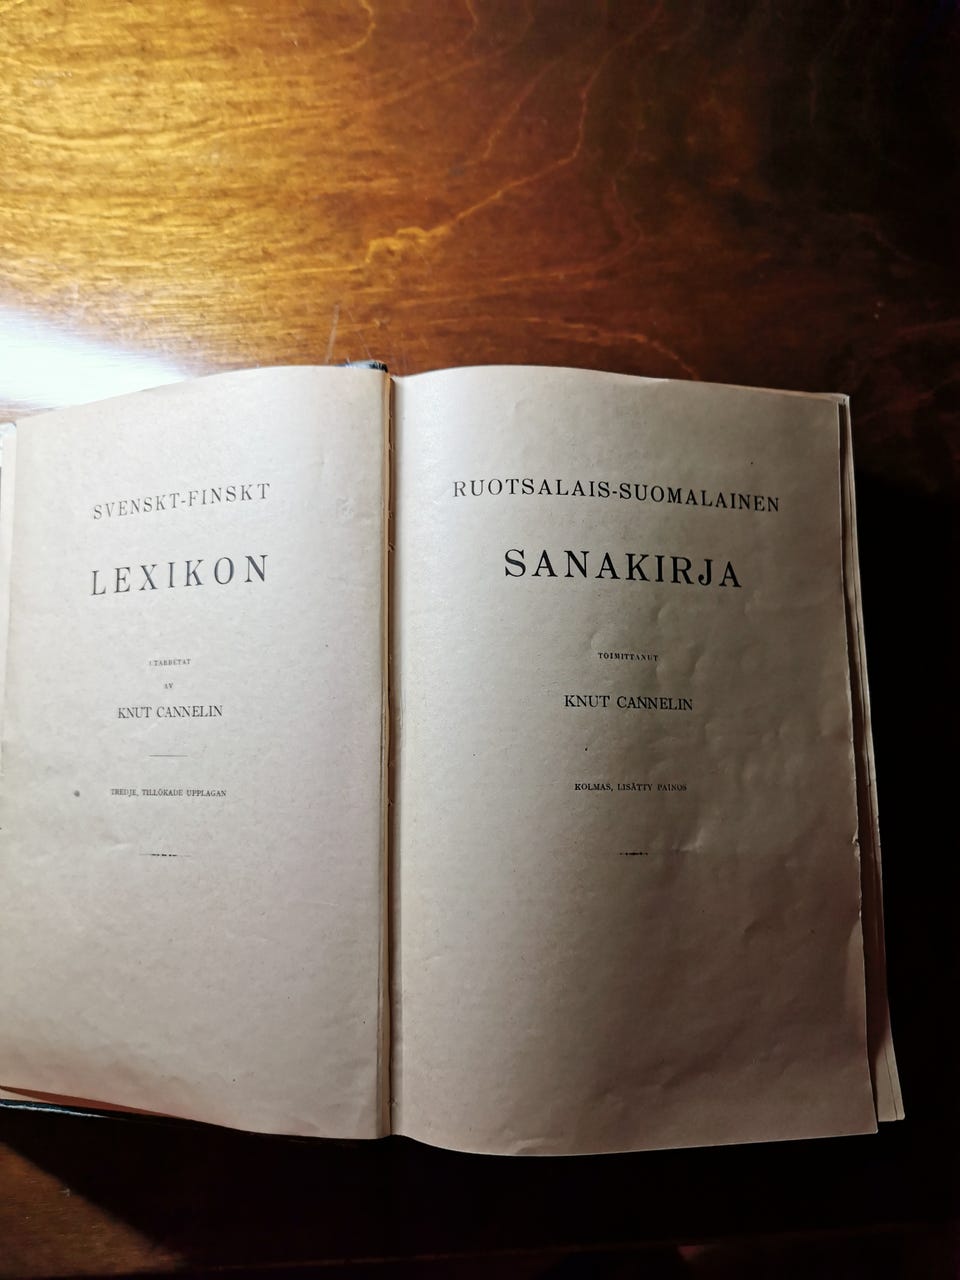 SVENSKT-FINSKT
LEXIKON
UTARBETAT
AV
KNUT CANNELIN
TREDJE, TILLÖKADE UPPLAGAN
RUOTSALAIS-SUOMALAINEN
SANAKIRJA
TOIMITTANUT
KNUT CANNELIN
KOLMAS, LISÄTTY PAINOS